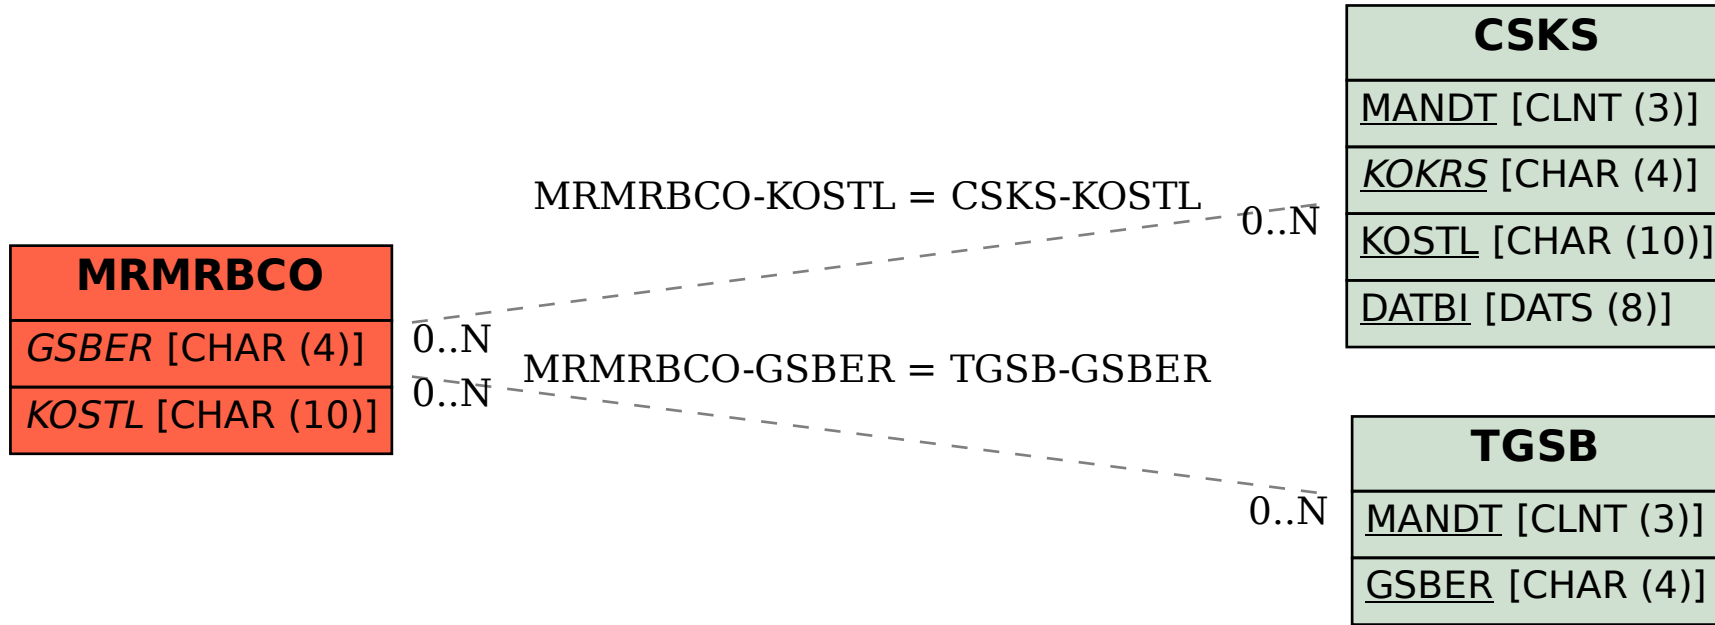 MRMRBCO
GSBER [CHAR (4)]
KOSTL [CHAR (10)]
MRMRBCO-KOSTL = CSKS-KOSTL
0..N
0..N
MRMRBCO-GSBER = TGSB-GSBER
0..N
0..N
CSKS
MANDT [CLNT (3)]
KOKRS [CHAR (4)]
KOSTL [CHAR (10)]
DATBI [DATS (8)]
TGSB
MANDT [CLNT (3)]
GSBER [CHAR (4)]